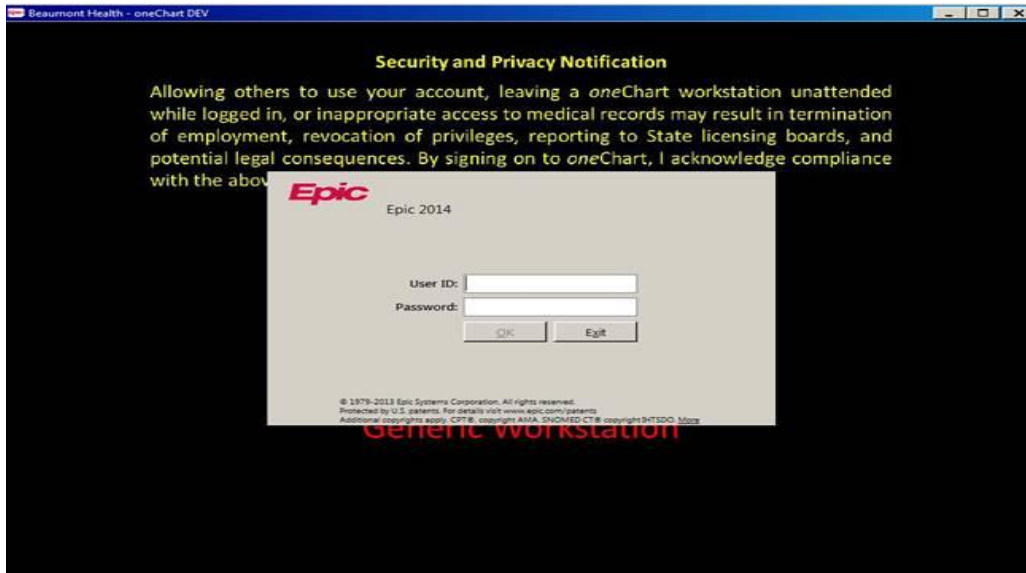 Beaumont Health - oneChart DEV
Security and Privacy Notification
Allowing others to use your account, leaving a oneChart workstation unattended
while logged in, or inappropriate access to medical records may result in termination
of employment, revocation of privileges, reporting to State licensing boards, and
potential legal consequences. By signing on to oneChart, I acknowledge compliance
with the abov
Epic
Epic 2014
User ID:
Password:
OK Exit
© 1979-2013 Epic Systems Corporation. All rights reserved.
Protected by U.S. patents. For details visit www.epic.com/patents
Additional copyrights apply. CPT®, copyright AMA, SNOMED CT® copyright IHTSDO. More
Generic Workstation